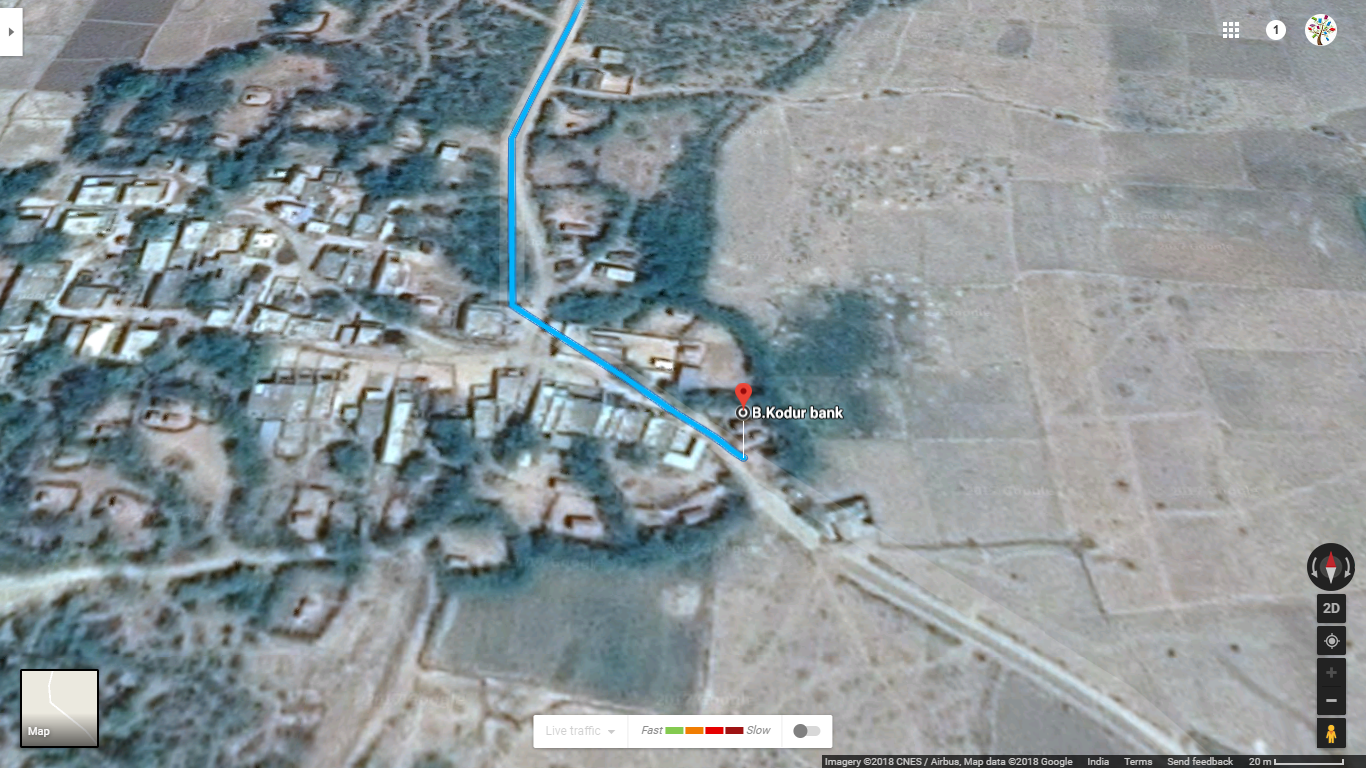 1
B.Kodur bank
2D
Map
Live traffic
Fast
Slow
Imagery ©2018 CNES / Airbus, Map data ©2018 Google India Terms Send feedback 20 m